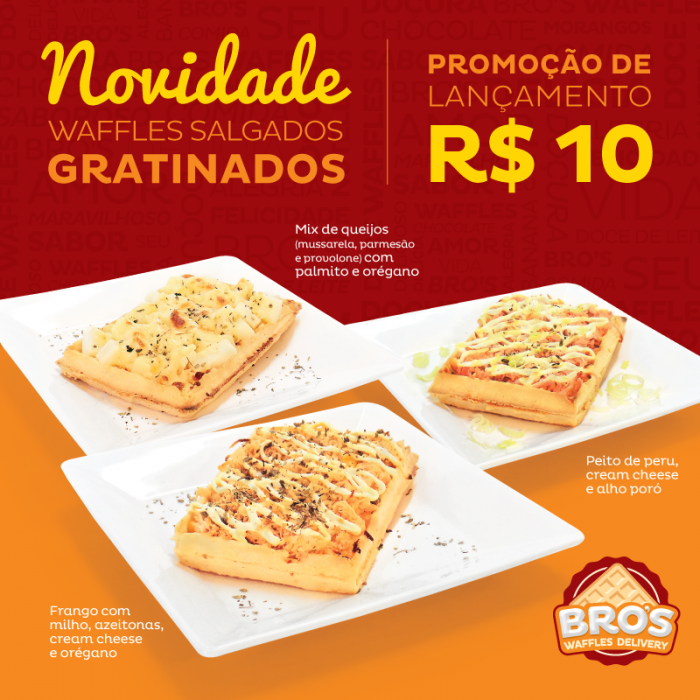 Novidade
WAFFLES SALGADOS
GRATINADOS
PROMOÇÃO DE
LANÇAMENTO
R$ 10
Mix de queijos
(mussarela, parmesão
e provolone) com
palmito e orégano
Peito de peru,
cream cheese
e alho poró
Frango com
milho, azeitonas,
cream cheese
e orégano
BRO'S
WAFFLES DELIVERY